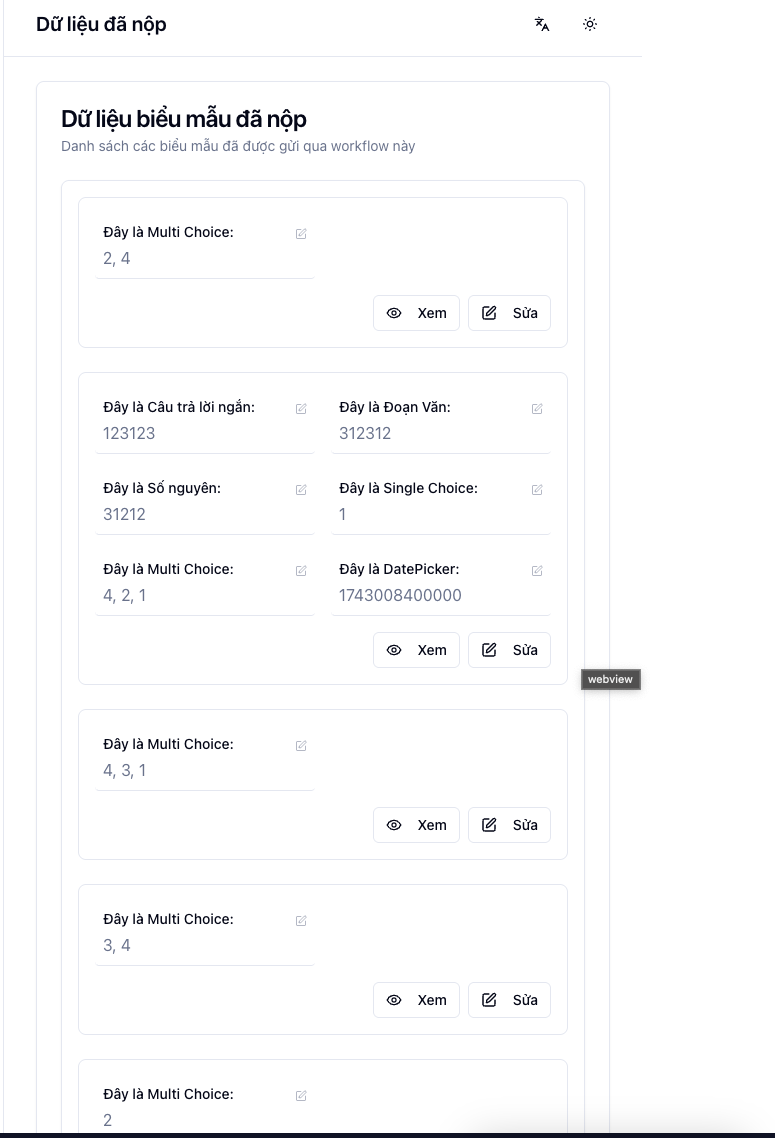 Dữ liệu đã nộp
Dữ liệu biểu mẫu đã nộp
Danh sách các biểu mẫu đã được gửi qua workflow này
Đây là Multi Choice:
2, 4
Xem Sửa
Đây là Câu trả lời ngắn: Đây là Đoạn Văn:
123123 312312
Đây là Số nguyên: Đây là Single Choice:
31212 1
Đây là Multi Choice: Đây là DatePicker:
4, 2, 1 1743008400000
Xem Sửa
webview
Đây là Multi Choice:
4, 3, 1
Xem Sửa
Đây là Multi Choice:
3, 4
Xem Sửa
Đây là Multi Choice:
2